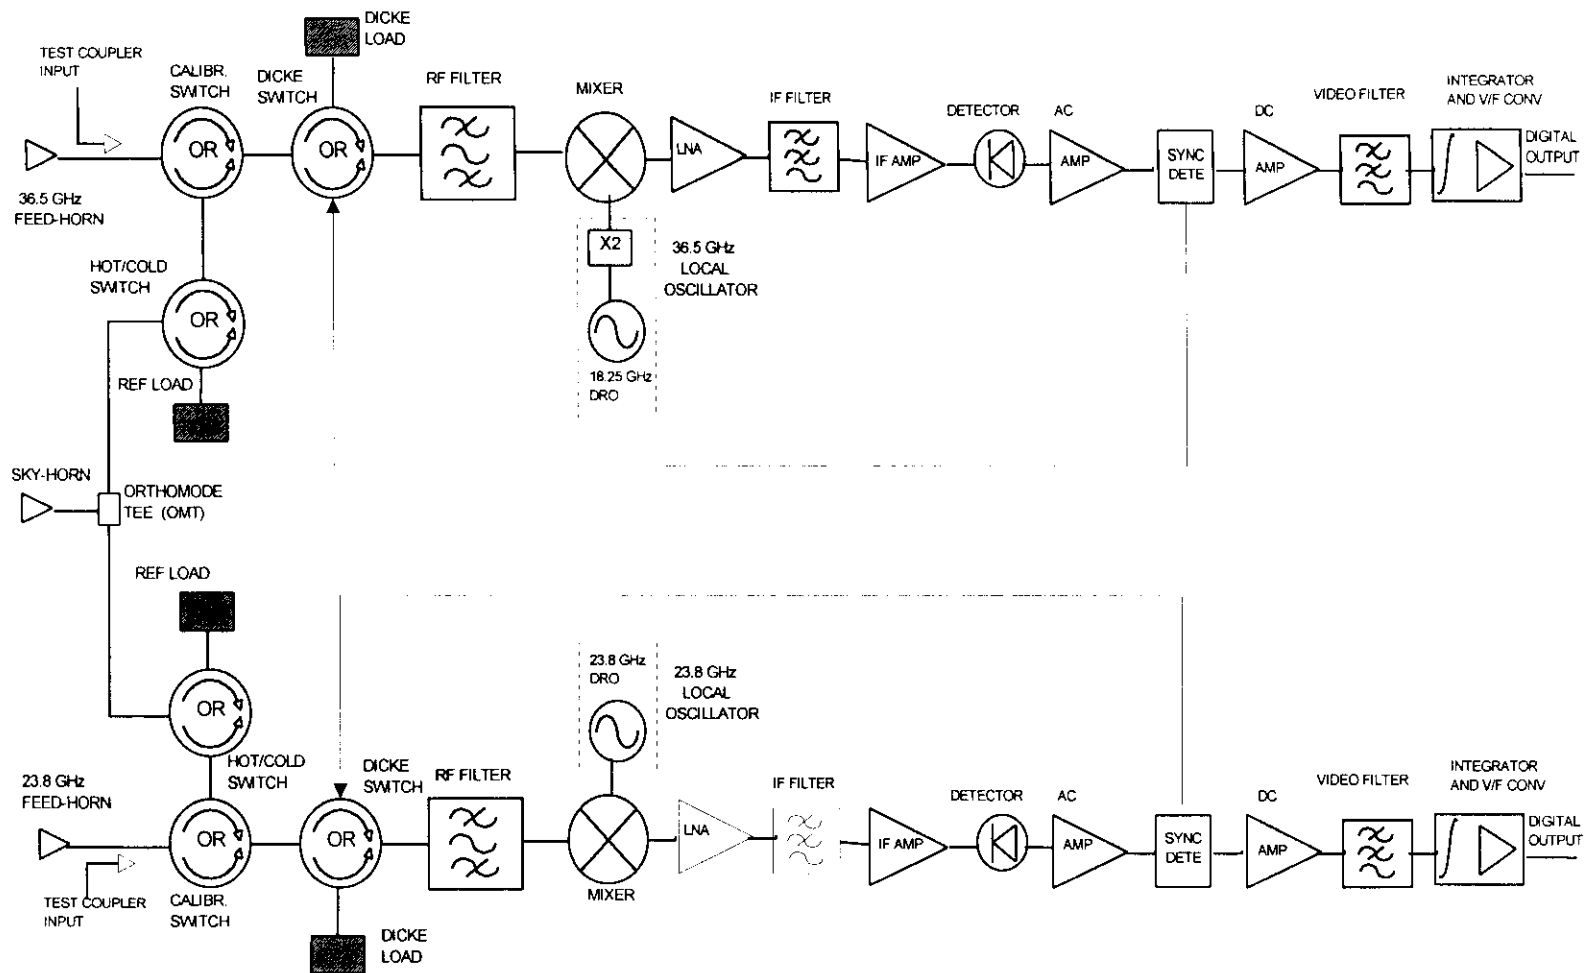 DICKE
LOAD
TEST COUPLER
INPUT
CALIBR.
SWITCH
DICKE
SWITCH
RF FILTER
MIXER
IF FILTER
DETECTOR
AC
DC
VIDEO FILTER
INTEGRATOR
AND V/F CONV
OR
OR
LNA
IF AMP
AMP
SYNC
DETE
AMP
DIGITAL
OUTPUT
36.5 GHz
FEED-HORN
X2
36.5 GHz
LOCAL
OSCILLATOR
HOT/COLD
SWITCH
OR
18.25 GHz
DRO
REF LOAD
SKY-HORN
ORTHOMODE
TEE (OMT)
REF LOAD
23.8 GHz
DRO
23.8 GHz
LOCAL
OSCILLATOR
OR
HOT/COLD
SWITCH
DICKE
SWITCH
RF FILTER
IF FILTER
DETECTOR
AC
DC
VIDEO FILTER
INTEGRATOR
AND V/F CONV
23.8 GHz
FEED-HORN
OR
OR
LNA
IF AMP
AMP
SYNC
DETE
AMP
DIGITAL
OUTPUT
MIXER
TEST COUPLER
INPUT
CALIBR.
SWITCH
DICKE
LOAD